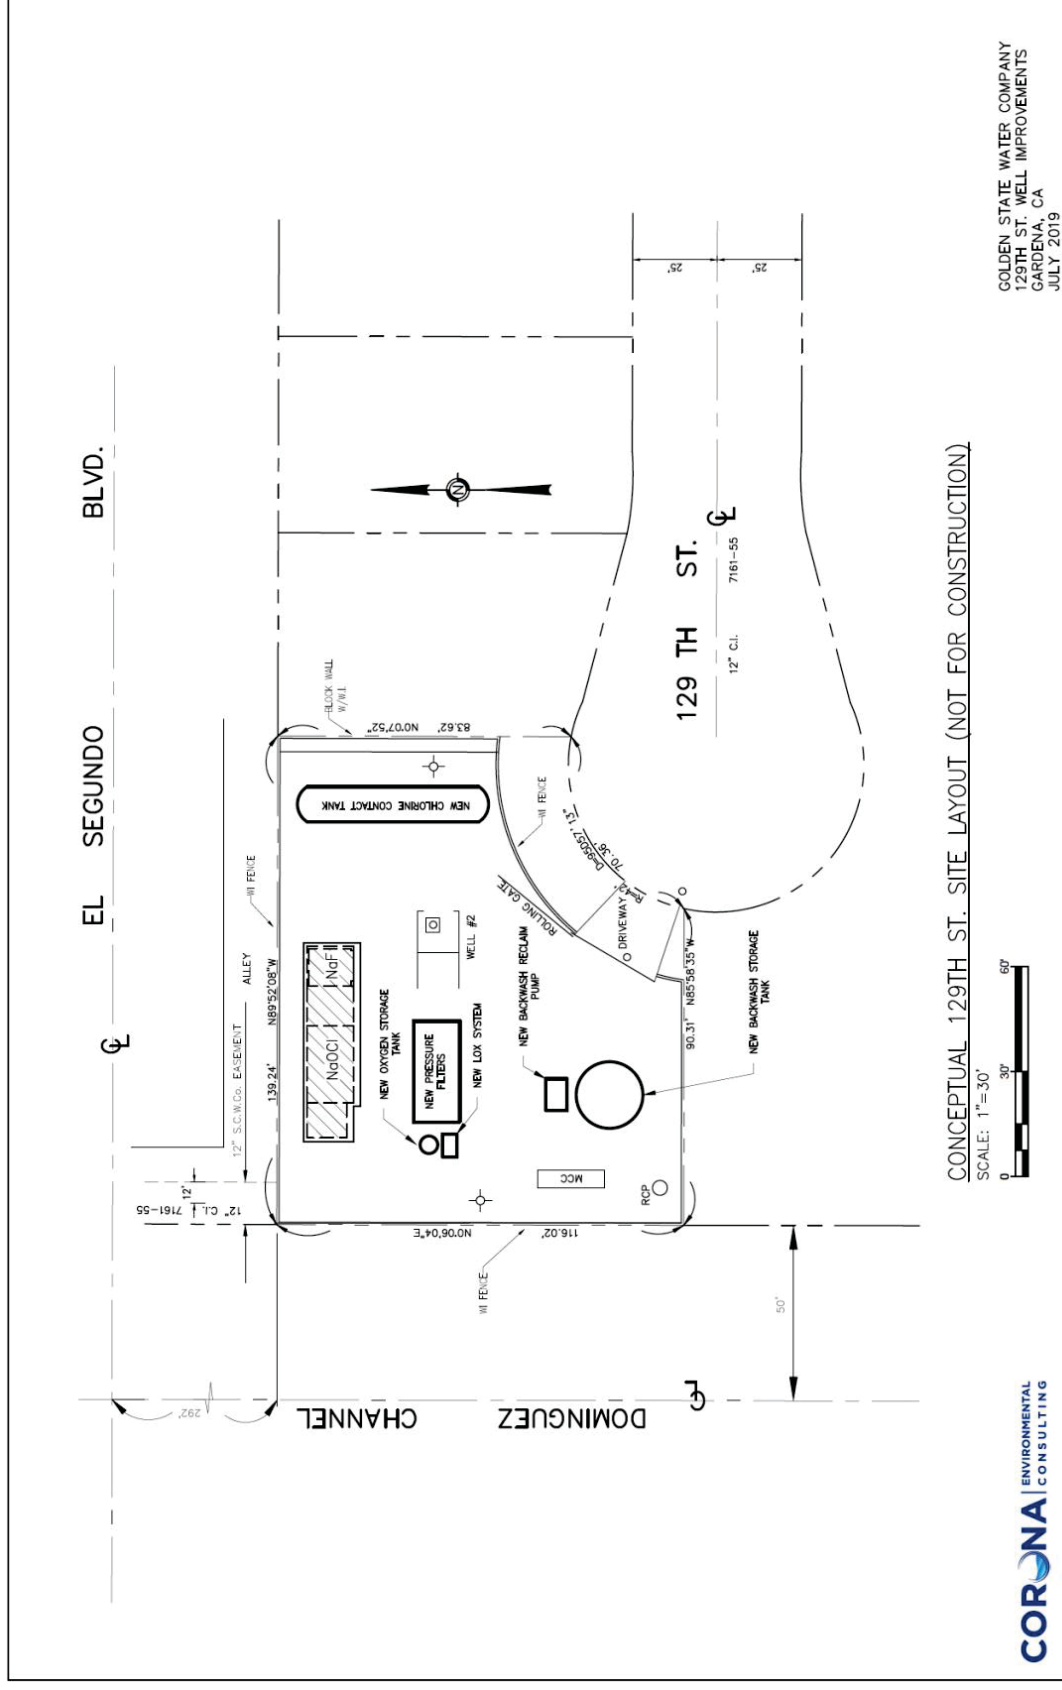 EL SEGUNDO BLVD.
℄
292'
12" C.I. 7161-55
12'
12" S.C.W.Co. EASEMENT
ALLEY
WI FENCE
139.24'
N89°52'08"W
BLOCK WALL
W/W.I.
83.62'
N0°07'52"
NaOCl
NaF
NEW CHLORINE CONTACT TANK
NEW OXYGEN STORAGE
TANK
NEW PRESSURE
FILTERS
NEW LOX SYSTEM
WELL #2
WI FENCE
ROLLING GATE
D=95057'13"
70.36'
R=42'
DRIVEWAY
NEW BACKWASH RECLAIM
PUMP
MCC
RCP
N0°06'04"E
116.02'
WI FENCE
90.31'
N85°58'35"W
NEW BACKWASH STORAGE
TANK
N
129 TH ST.
℄
12" C.I.
7161-55
25'
25'
DOMINGUEZ CHANNEL
℄
50'
CONCEPTUAL 129TH ST. SITE LAYOUT (NOT FOR CONSTRUCTION)
SCALE: 1"=30'
0
30'
60'
CORONA ENVIRONMENTAL
CONSULTING
GOLDEN STATE WATER COMPANY
129TH ST. WELL IMPROVEMENTS
GARDENA, CA
JULY 2019